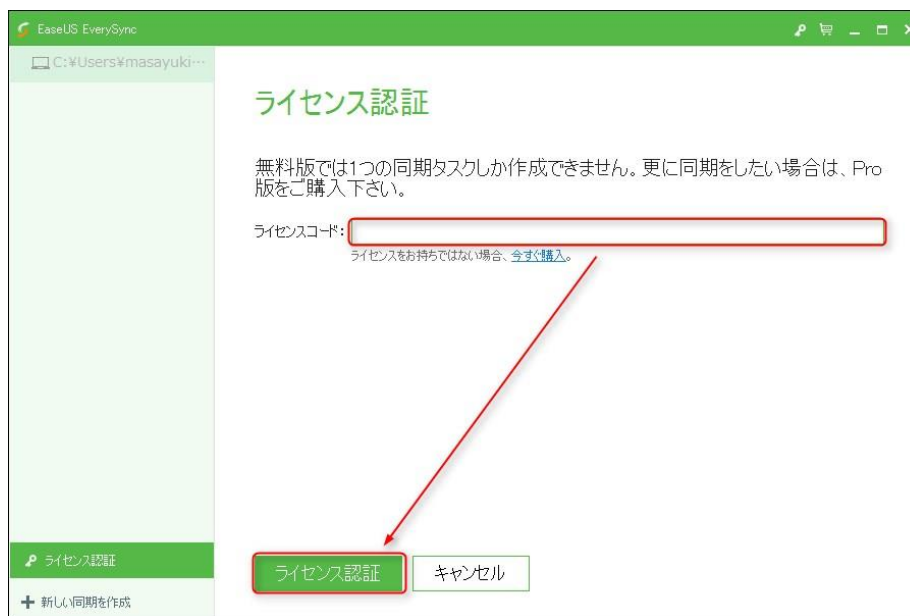 EaseUS EverySync
C:¥Users¥masayuki…
ライセンス認証
無料版では1つの同期タスクしか作成できません。更に同期をしたい場合は、Pro
版をご購入下さい。
ライセンスコード:
ライセンスをお持ちではない場合、今すぐ購入。
ライセンス認証
新しい同期を作成
ライセンス認証
キャンセル